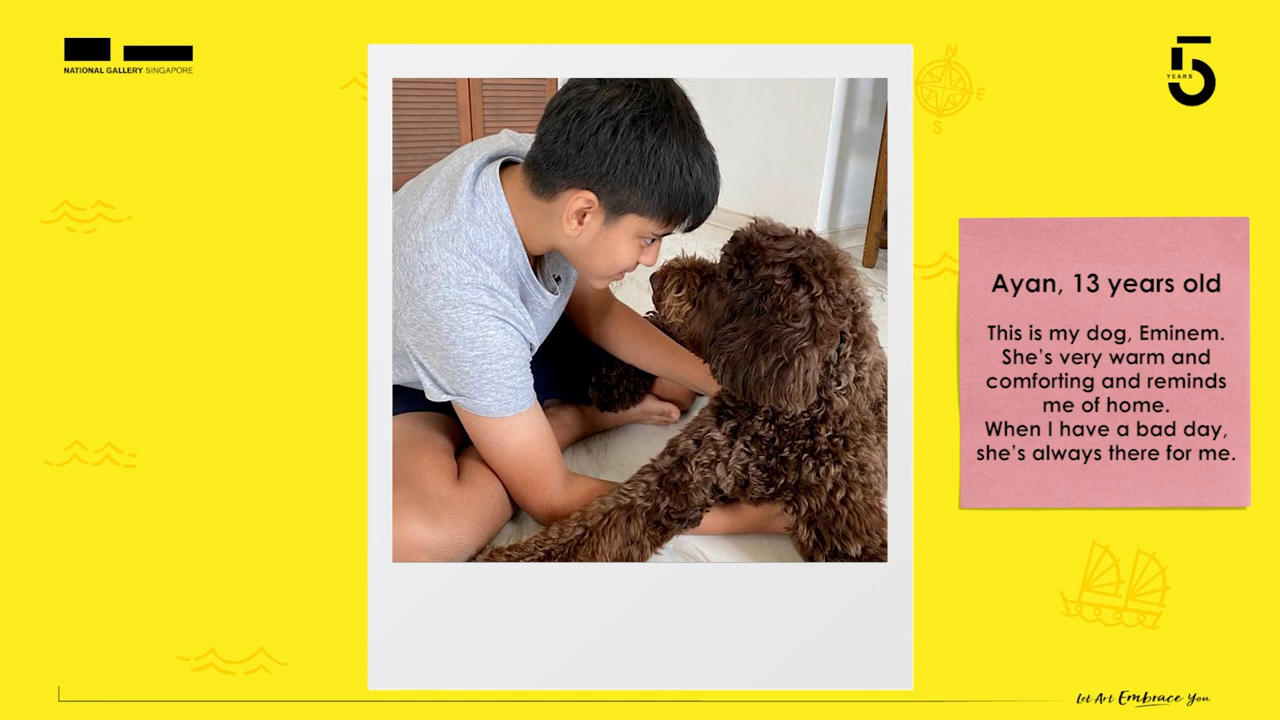 NATIONAL GALLERY SINGAPORE
5
YEARS
N
E
S
Ayan, 13 years old
This is my dog, Eminem.
She's very warm and
comforting and reminds
me of home.
When I have a bad day,
she's always there for me.
Let Art Embrace You